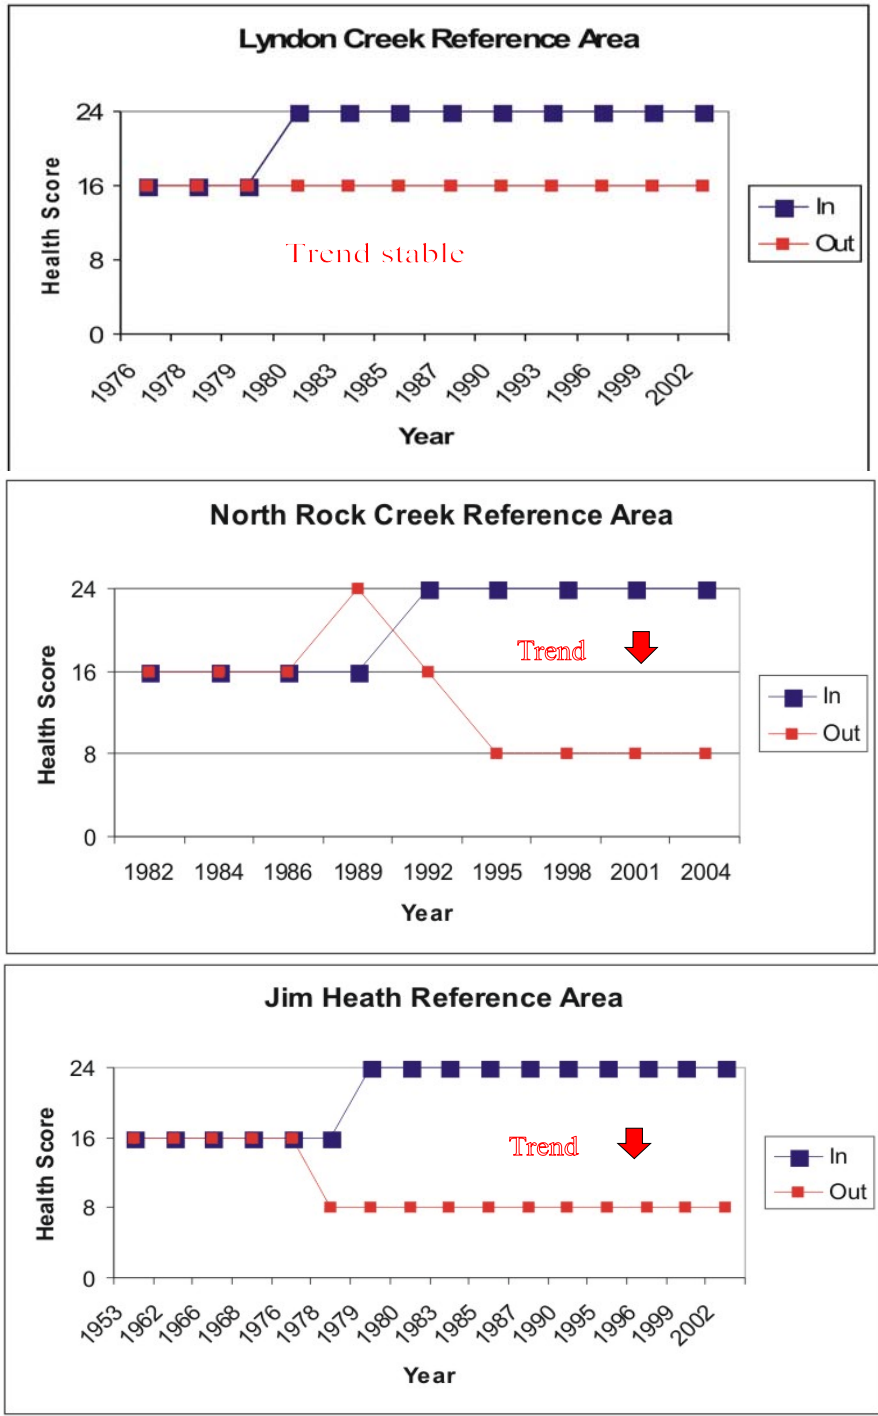 Lyndon Creek Reference Area
24
16
8
0
Health Score
Trend stable
In
Out
1976 1978 1979 1980 1983 1985 1987 1990 1993 1996 1999 2002
Year
North Rock Creek Reference Area
24
16
8
0
Health Score
Trend
In
Out
1982 1984 1986 1989 1992 1995 1998 2001 2004
Year
Jim Heath Reference Area
24
16
8
0
Health Score
Trend
In
Out
1953 1962 1966 1968 1976 1978 1979 1980 1983 1985 1987 1990 1995 1996 1999 2002
Year